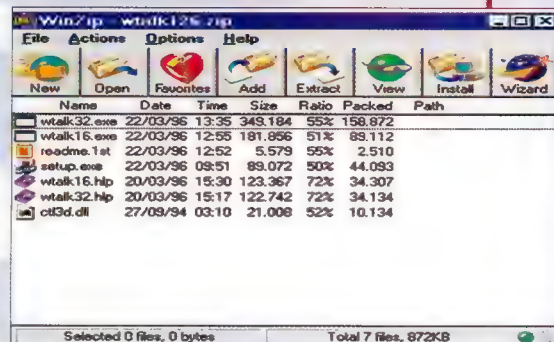 WinZip - wtalk126.zip
File Actions Options Help
New Open Favorites Add Extract View Install Wizard
Name Date Time Size Ratio Packed Path
wtalk32.exe 22/03/96 13:35 349.184 55% 158.872
wtalk16.exe 22/03/96 12:55 181.856 51% 89.112
readme.1st 22/03/96 12:52 5.579 55% 2.510
setup.exe 22/03/96 09:51 89.072 50% 44.093
wtalk16.hlp 20/03/96 15:30 123.367 72% 34.307
wtalk32.hlp 20/03/96 15:17 122.742 72% 34.134
ctl3d.dll 27/09/94 03:10 21.008 52% 10.134
Selected 0 files, 0 bytes Total 7 files, 872KB